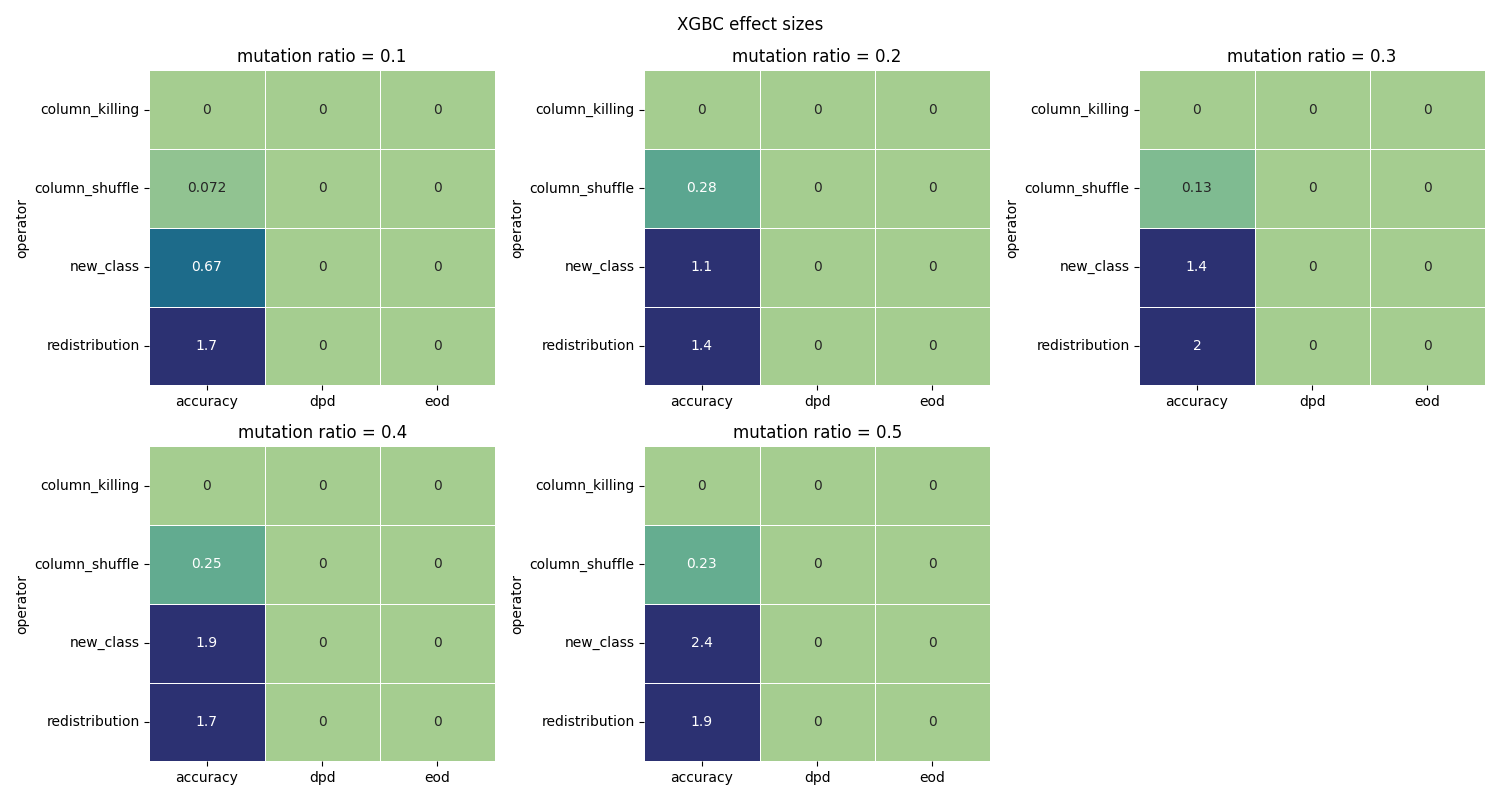 XGBC effect sizes
mutation ratio = 0.1
operator
column_killing
0 0 0
column_shuffle
0.072 0 0
new_class
0.67 0 0
redistribution
1.7 0 0
accuracy dpd eod
mutation ratio = 0.2
operator
column_killing
0 0 0
column_shuffle
0.28 0 0
new_class
1.1 0 0
redistribution
1.4 0 0
accuracy dpd eod
mutation ratio = 0.3
operator
column_killing
0 0 0
column_shuffle
0.13 0 0
new_class
1.4 0 0
redistribution
2 0 0
accuracy dpd eod
mutation ratio = 0.4
operator
column_killing
0 0 0
column_shuffle
0.25 0 0
new_class
1.9 0 0
redistribution
1.7 0 0
accuracy dpd eod
mutation ratio = 0.5
operator
column_killing
0 0 0
column_shuffle
0.23 0 0
new_class
2.4 0 0
redistribution
1.9 0 0
accuracy dpd eod